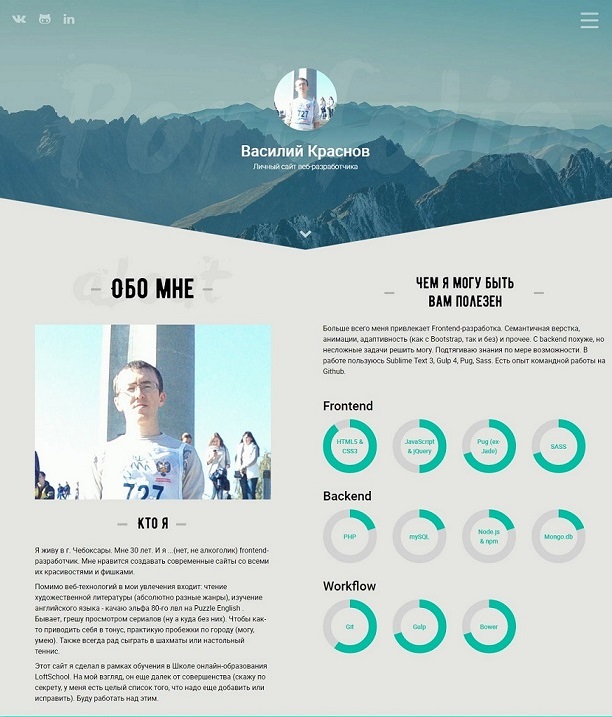 Portfolio
Василий Краснов
Личный сайт веб-разработчика
about
ОБО МНЕ
727
КТО Я
Я живу в г. Чебоксары. Мне 30 лет. И я ...(нет, не алкоголик) frontend-
разработчик. Мне нравится создавать современные сайты со всеми
их красивостями и фишками.
Помимо веб-технологий в мои увлечения входит: чтение
художественной литературы (абсолютно разные жанры), изучение
английского языка - качаю эльфа 80-го лвл на Puzzle English .
Бывает, грешу просмотром сериалов (ну а куда без них). Чтобы как-
то приводить себя в тонус, практикую пробежки по городу (могу,
умею). Также всегда рад сыграть в шахматы или настольный
теннис.
Этот сайт я сделал в рамках обучения в Школе онлайн-образования
LoftSchool. На мой взгляд, он еще далек от совершенства (скажу по
секрету, у меня есть целый список того, что надо еще добавить или
исправить). Буду работать над этим.
ЧЕМ Я МОГУ БЫТЬ
ВАМ ПОЛЕЗЕН
Больше всего меня привлекает Frontend-разработка. Семантичная верстка,
анимации, адаптивность (как с Bootstrap, так и без) и прочее. С backend похуже, но
несложные задачи решить могу. Подтягиваю знания по мере возможности. В
работе пользуюсь Sublime Text 3, Gulp 4, Pug, Sass. Есть опыт командной работы на
Github.
Frontend
HTML5 &
CSS3
JavaScript
& jQuery
Pug (ex-
Jade)
SASS
Backend
PHP
mySQL
Node.js
& npm
Mongo.db
Workflow
Git
Gulp
Bower